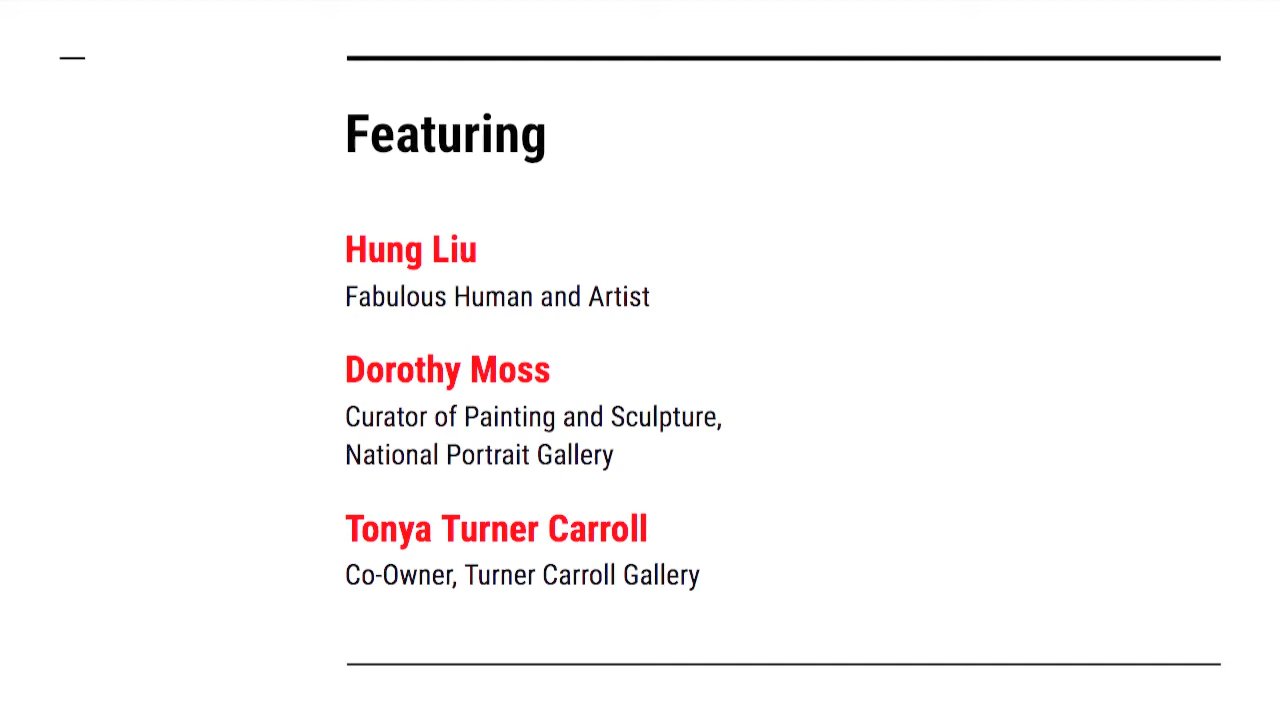 Featuring
Hung Liu
Fabulous Human and Artist
Dorothy Moss
Curator of Painting and Sculpture,
National Portrait Gallery
Tonya Turner Carroll
Co-Owner, Turner Carroll Gallery